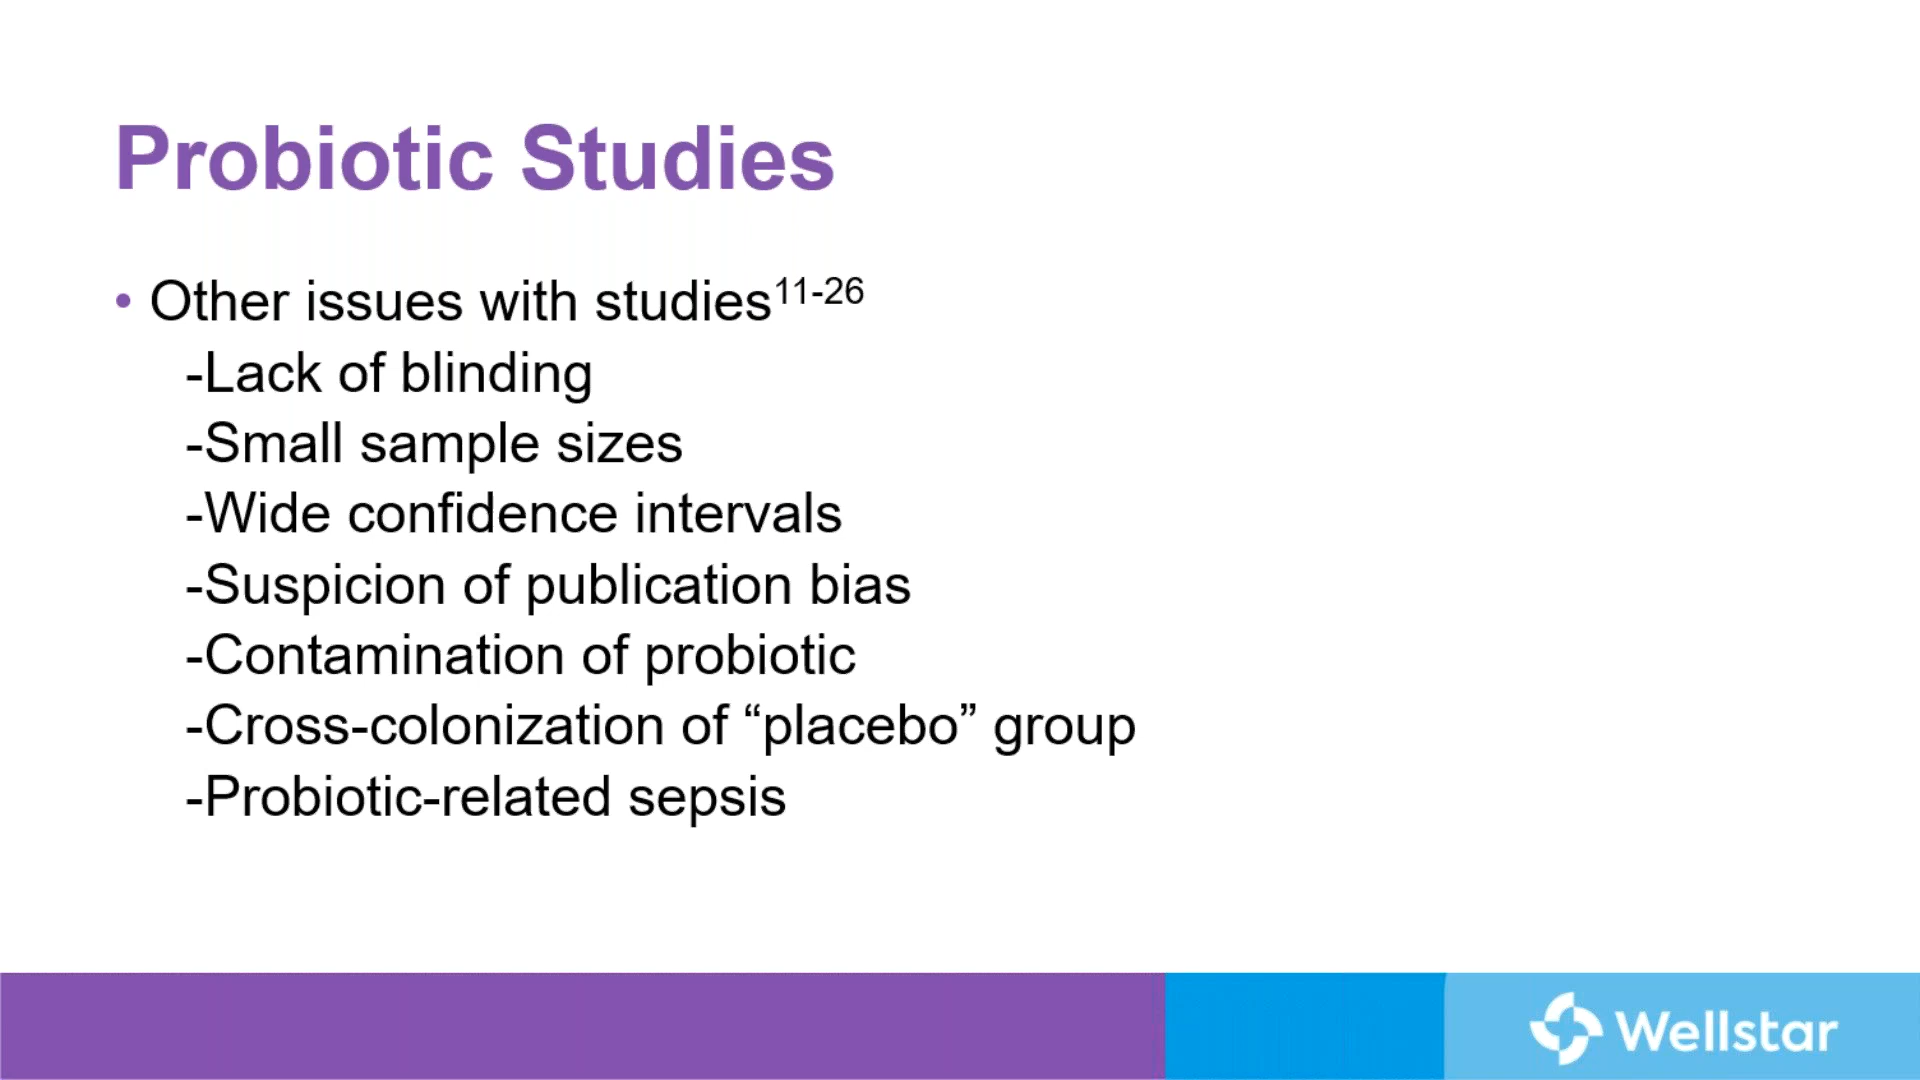 Probiotic Studies
• Other issues with studies11-26
-Lack of blinding
-Small sample sizes
-Wide confidence intervals
-Suspicion of publication bias
-Contamination of probiotic
-Cross-colonization of “placebo” group
-Probiotic-related sepsis
Wellstar